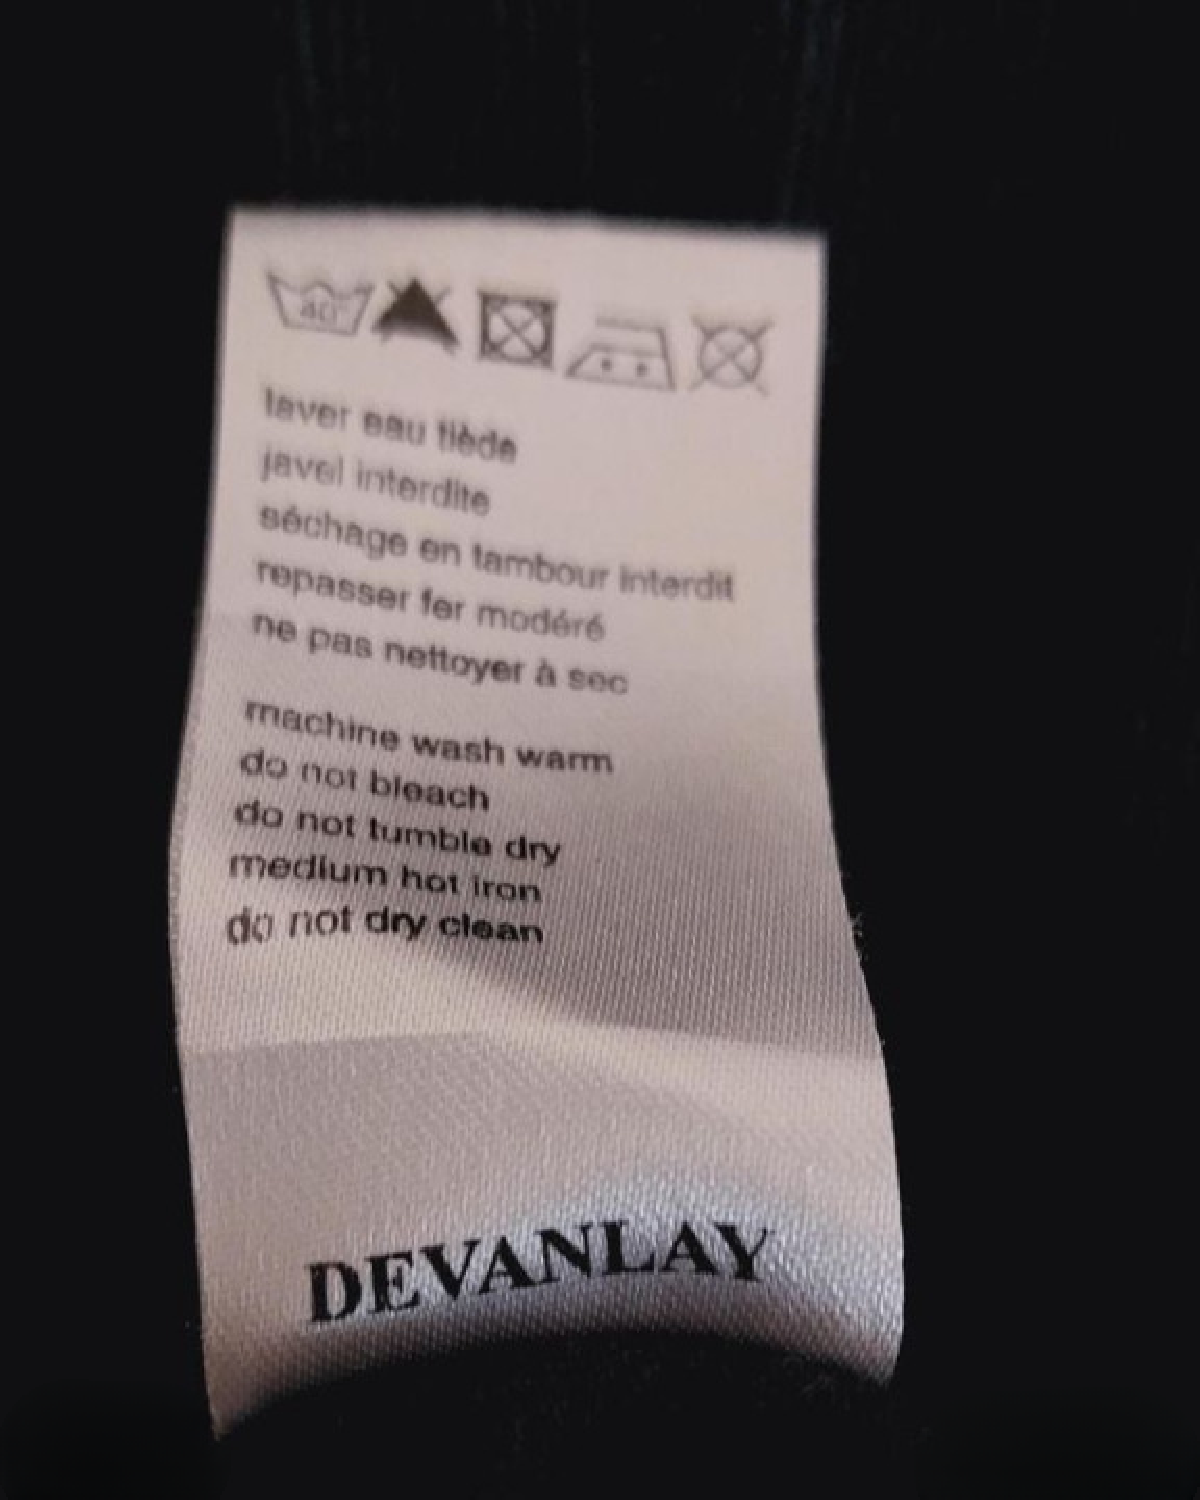 40°
laver eau tiède
javel interdite
séchage en tambour interdit
repasser fer modéré
ne pas nettoyer à sec
machine wash warm
do not bleach
do not tumble dry
medium hot iron
do not dry clean
DEVANLAY